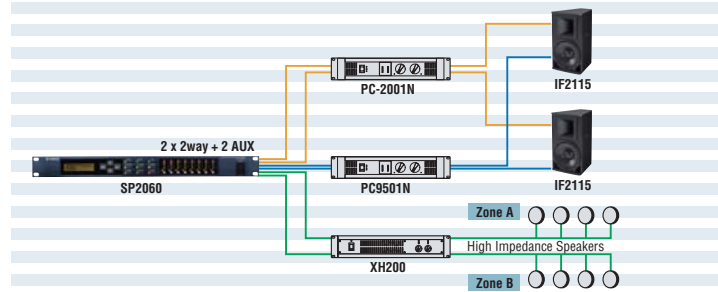 PC-2001N
IF2115
2 x 2way + 2 AUX
SP2060
PC9501N
IF2115
Zone A
High Impedance Speakers
XH200
Zone B